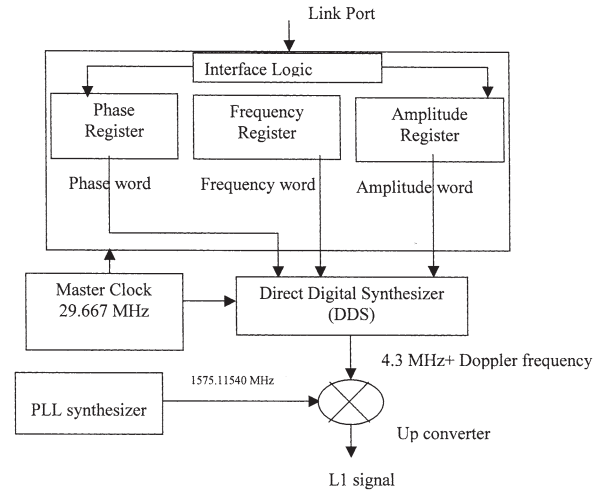 Link Port
Interface Logic
Phase
Register
Frequency
Register
Amplitude
Register
Phase word
Frequency word
Amplitude word
Master Clock
29.667 MHz
Direct Digital Synthesizer
(DDS)
4.3 MHz+ Doppler frequency
1575.11540 MHz
PLL synthesizer
Up converter
L1 signal